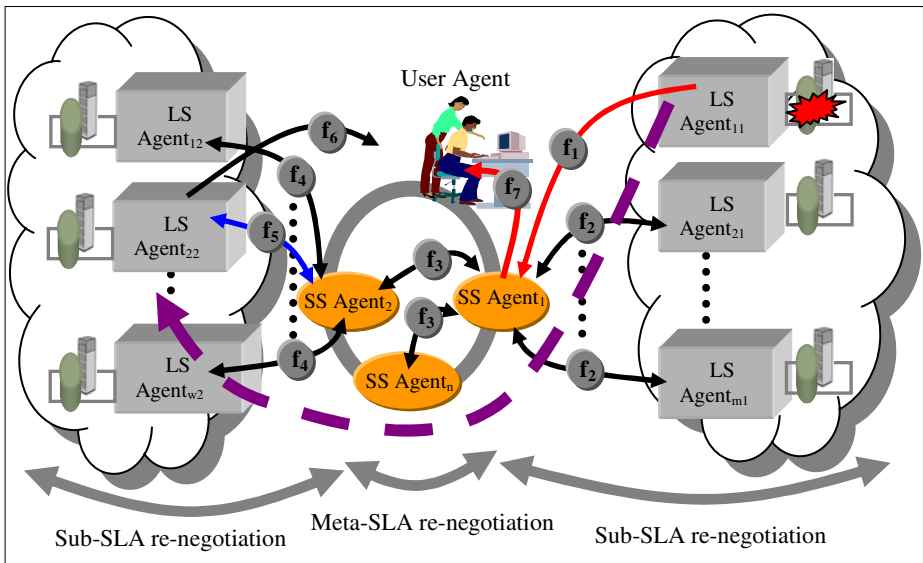 User Agent
LS
Agent₁₂
LS
Agent₂₂
LS
Agent_w2
LS
Agent₁₁
LS
Agent₂₁
LS
Agent_m1
f₆
f₄
f₅
f₄
f₁
f₇
f₂
f₃
f₃
f₂
SS Agent₂
SS Agent₁
SS Agentₙ
Sub-SLA re-negotiation
Meta-SLA re-negotiation
Sub-SLA re-negotiation